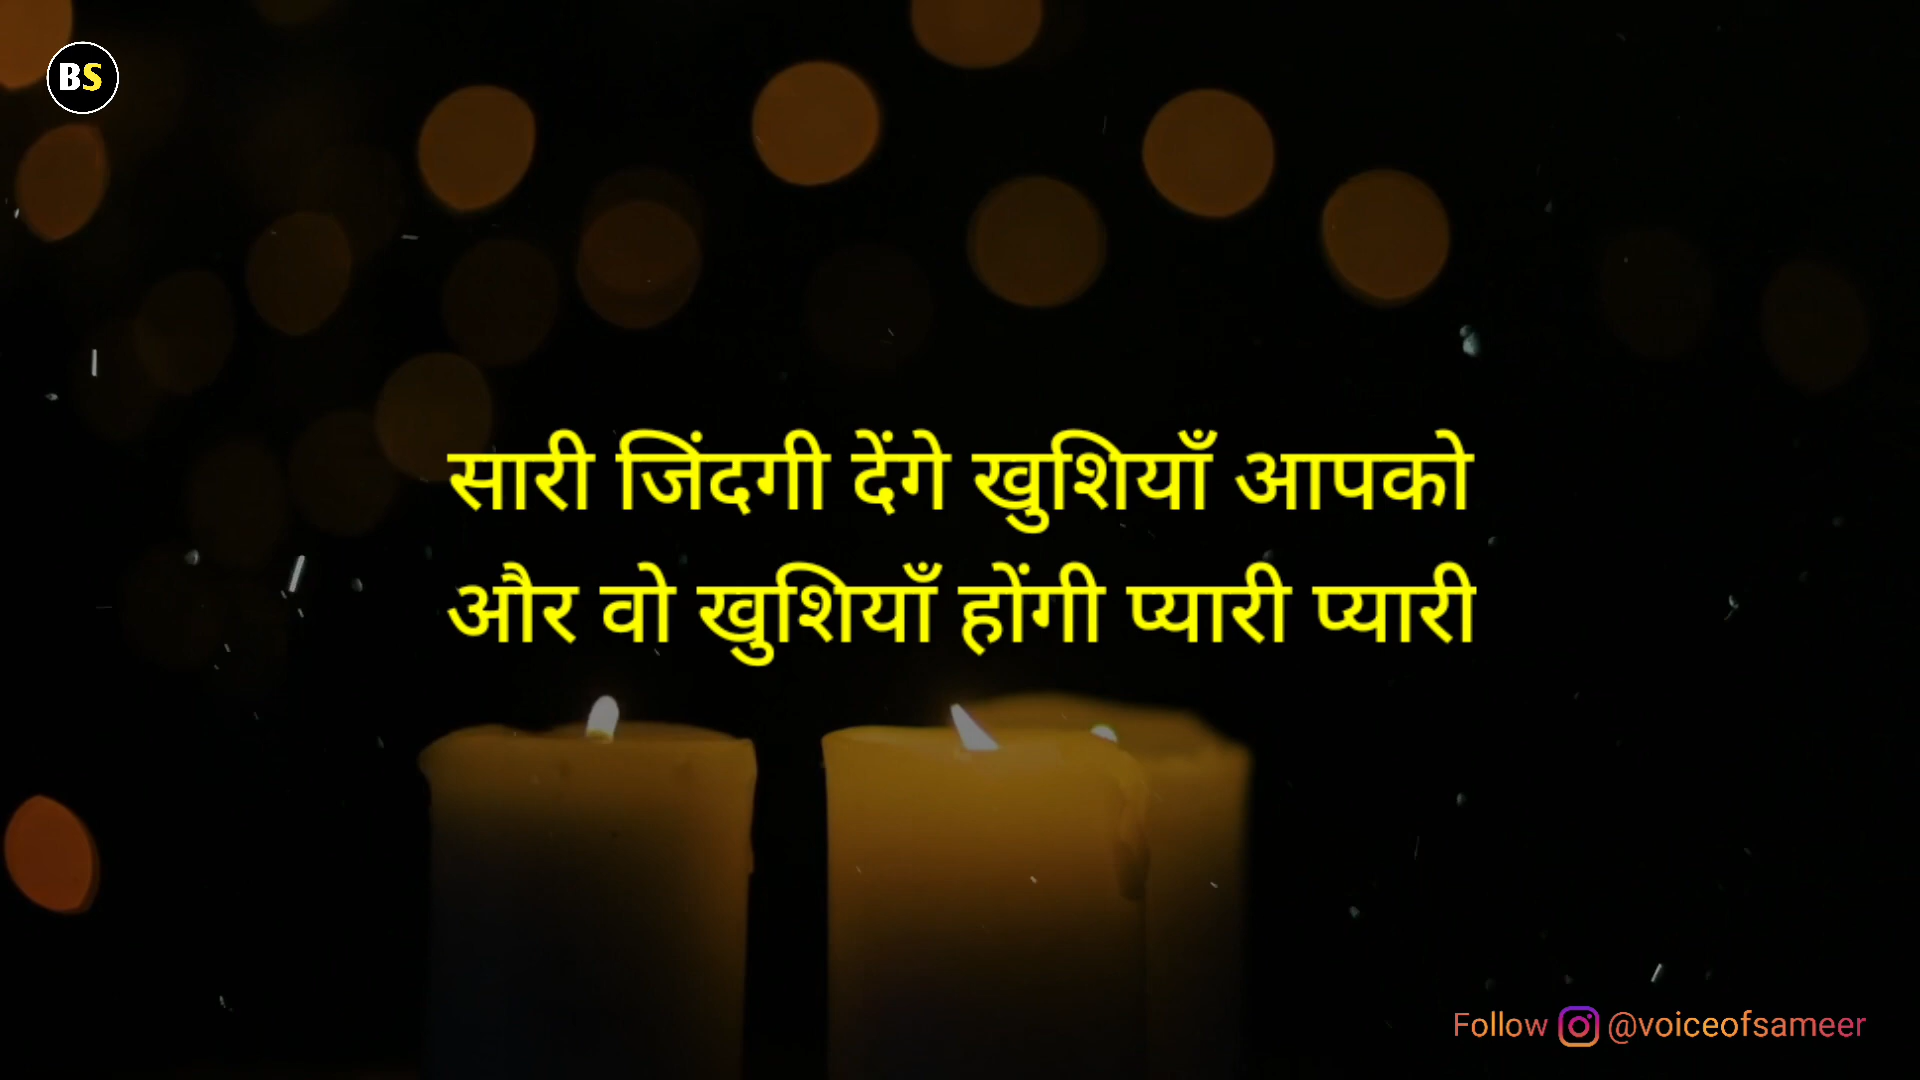 BS
सारी जिंदगी देंगे खुशियाँ आपको
और वो खुशियाँ होंगी प्यारी प्यारी
Follow @voiceofsameer